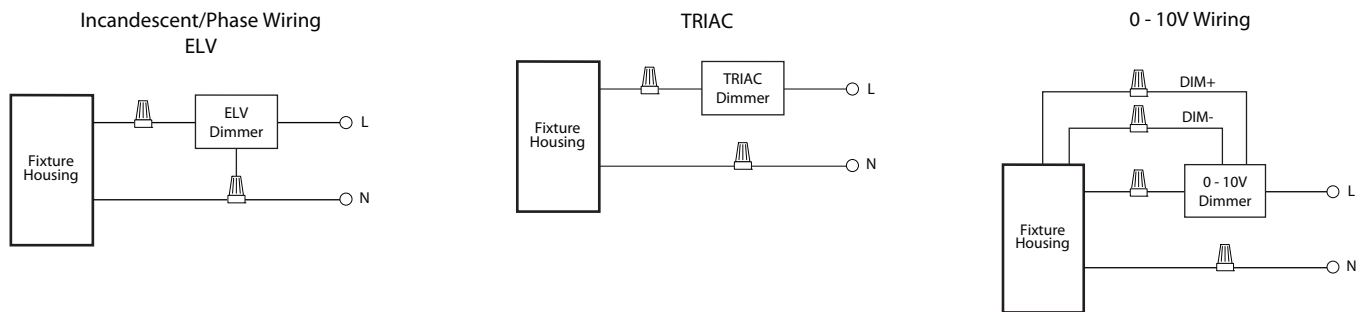 Incandescent/Phase Wiring
ELV
Fixture
Housing
ELV
Dimmer
L
N
TRIAC
Fixture
Housing
TRIAC
Dimmer
L
N
0 - 10V Wiring
DIM+
DIM-
Fixture
Housing
0 - 10V
Dimmer
L
N